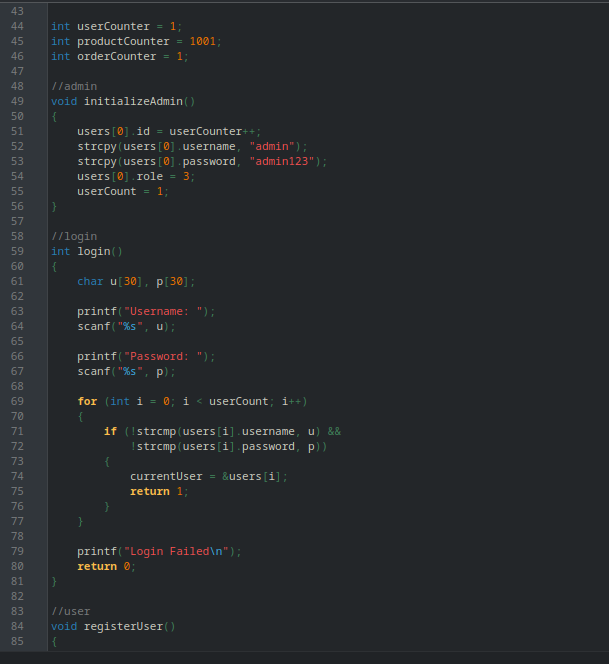 43
44 int userCounter = 1;
45 int productCounter = 1001;
46 int orderCounter = 1;
47
48 //admin
49 void initializeAdmin()
50 {
51     users[0].id = userCounter++;
52     strcpy(users[0].username, "admin");
53     strcpy(users[0].password, "admin123");
54     users[0].role = 3;
55     userCount = 1;
56 }
57
58 //login
59 int login()
60 {
61     char u[30], p[30];
62
63     printf("Username: ");
64     scanf("%s", u);
65
66     printf("Password: ");
67     scanf("%s", p);
68
69     for (int i = 0; i < userCount; i++)
70     {
71         if (!strcmp(users[i].username, u) &&
72             !strcmp(users[i].password, p))
73         {
74             currentUser = &users[i];
75             return 1;
76         }
77     }
78
79     printf("Login Failed\n");
80     return 0;
81 }
82
83 //user
84 void registerUser()
85 {